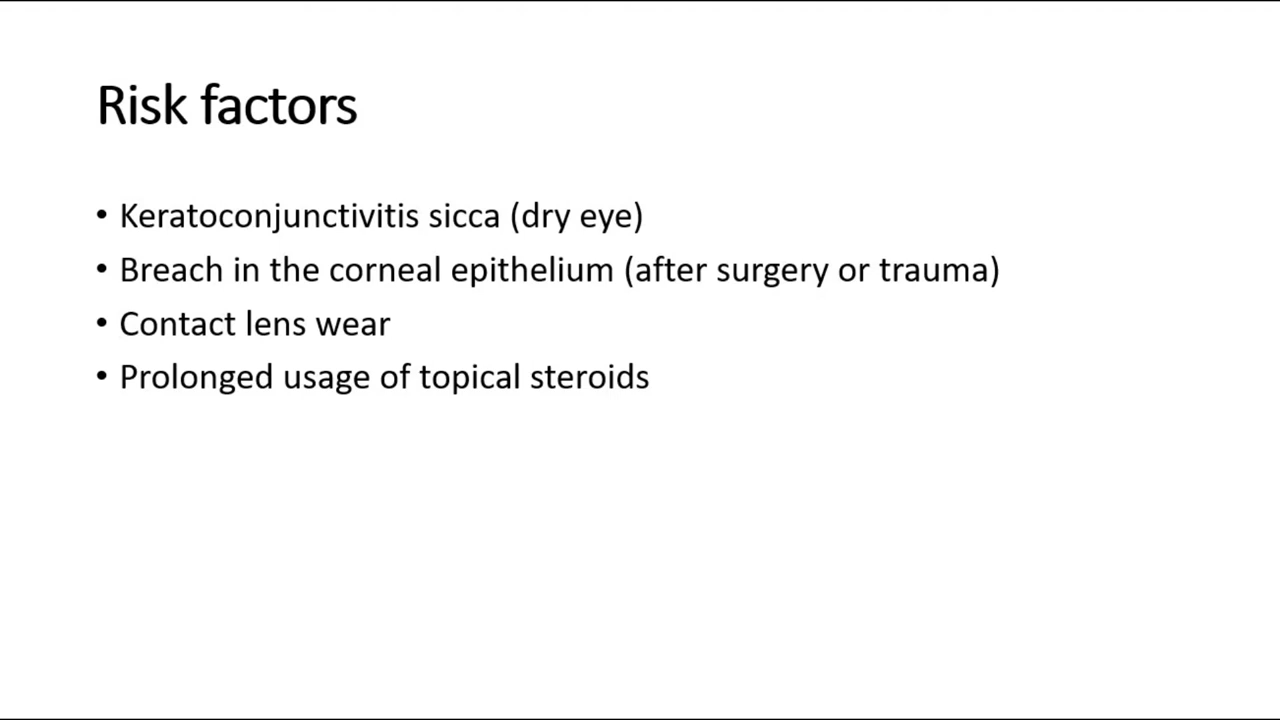 Risk factors
• Keratoconjunctivitis sicca (dry eye)
• Breach in the corneal epithelium (after surgery or trauma)
• Contact lens wear
• Prolonged usage of topical steroids